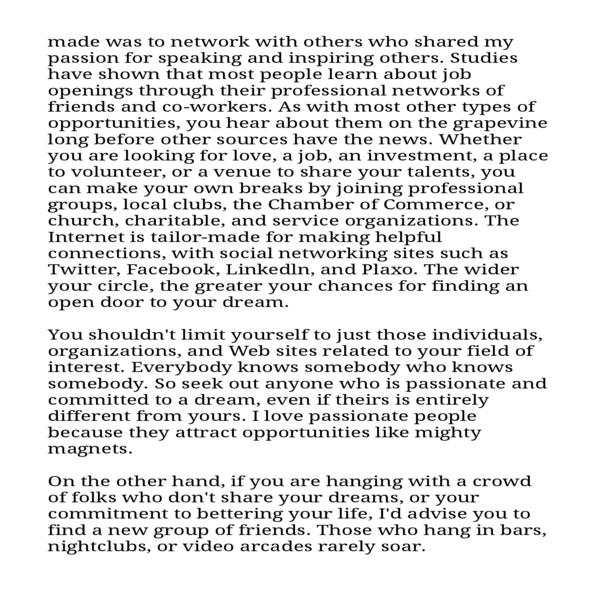 made was to network with others who shared my
passion for speaking and inspiring others. Studies
have shown that most people learn about job
openings through their professional networks of
friends and co-workers. As with most other types of
opportunities, you hear about them on the grapevine
long before other sources have the news. Whether
you are looking for love, a job, an investment, a place
to volunteer, or a venue to share your talents, you
can make your own breaks by joining professional
groups, local clubs, the Chamber of Commerce, or
church, charitable, and service organizations. The
Internet is tailor-made for making helpful
connections, with social networking sites such as
Twitter, Facebook, LinkedIn, and Plaxo. The wider
your circle, the greater your chances for finding an
open door to your dream.

You shouldn't limit yourself to just those individuals,
organizations, and Web sites related to your field of
interest. Everybody knows somebody who knows
somebody. So seek out anyone who is passionate and
committed to a dream, even if theirs is entirely
different from yours. I love passionate people
because they attract opportunities like mighty
magnets.

On the other hand, if you are hanging with a crowd
of folks who don't share your dreams, or your
commitment to bettering your life, I'd advise you to
find a new group of friends. Those who hang in bars,
nightclubs, or video arcades rarely soar.